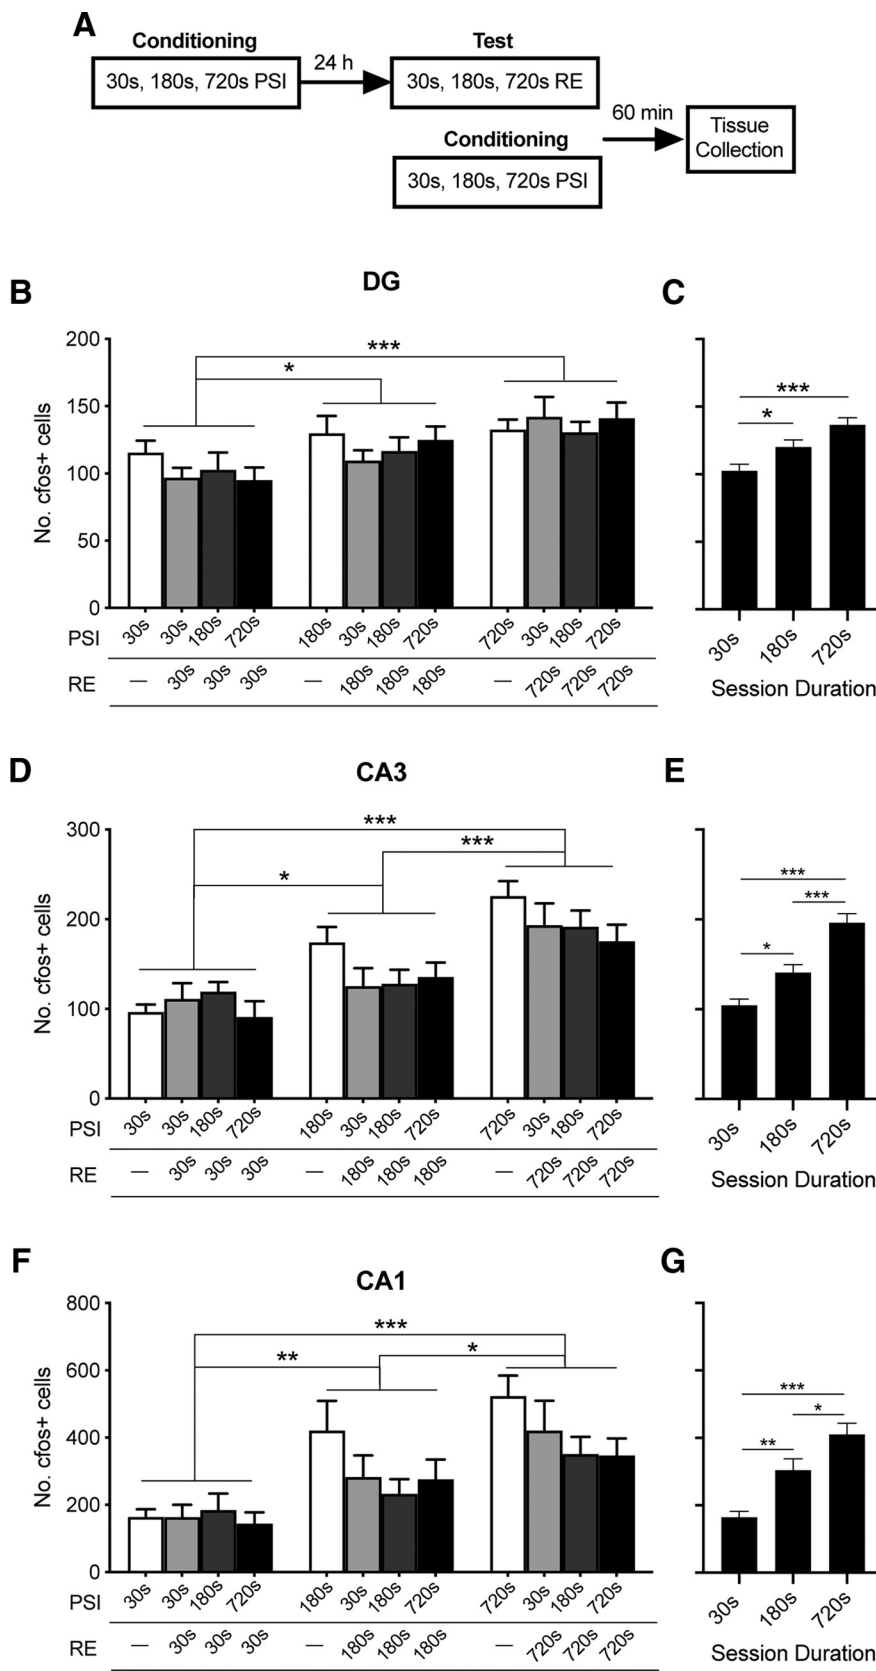 A
Conditioning
30s, 180s, 720s PSI
24 h
Test
30s, 180s, 720s RE
Conditioning
30s, 180s, 720s PSI
60 min
Tissue
Collection
B
DG
No. cfos+ cells
200
150
100
50
0
***
*
PSI 30s 30s 180s 720s 180s 30s 180s 720s 720s 30s 180s 720s
RE — 30s 30s 30s — 180s 180s 180s — 720s 720s 720s
C
***
*
30s 180s 720s
Session Duration
D
CA3
No. cfos+ cells
300
200
100
0
***
***
*
PSI 30s 30s 180s 720s 180s 30s 180s 720s 720s 30s 180s 720s
RE — 30s 30s 30s — 180s 180s 180s — 720s 720s 720s
E
***
***
*
30s 180s 720s
Session Duration
F
CA1
No. cfos+ cells
800
600
400
200
0
***
** *
PSI 30s 30s 180s 720s 180s 30s 180s 720s 720s 30s 180s 720s
RE — 30s 30s 30s — 180s 180s 180s — 720s 720s 720s
G
***
*
**
30s 180s 720s
Session Duration